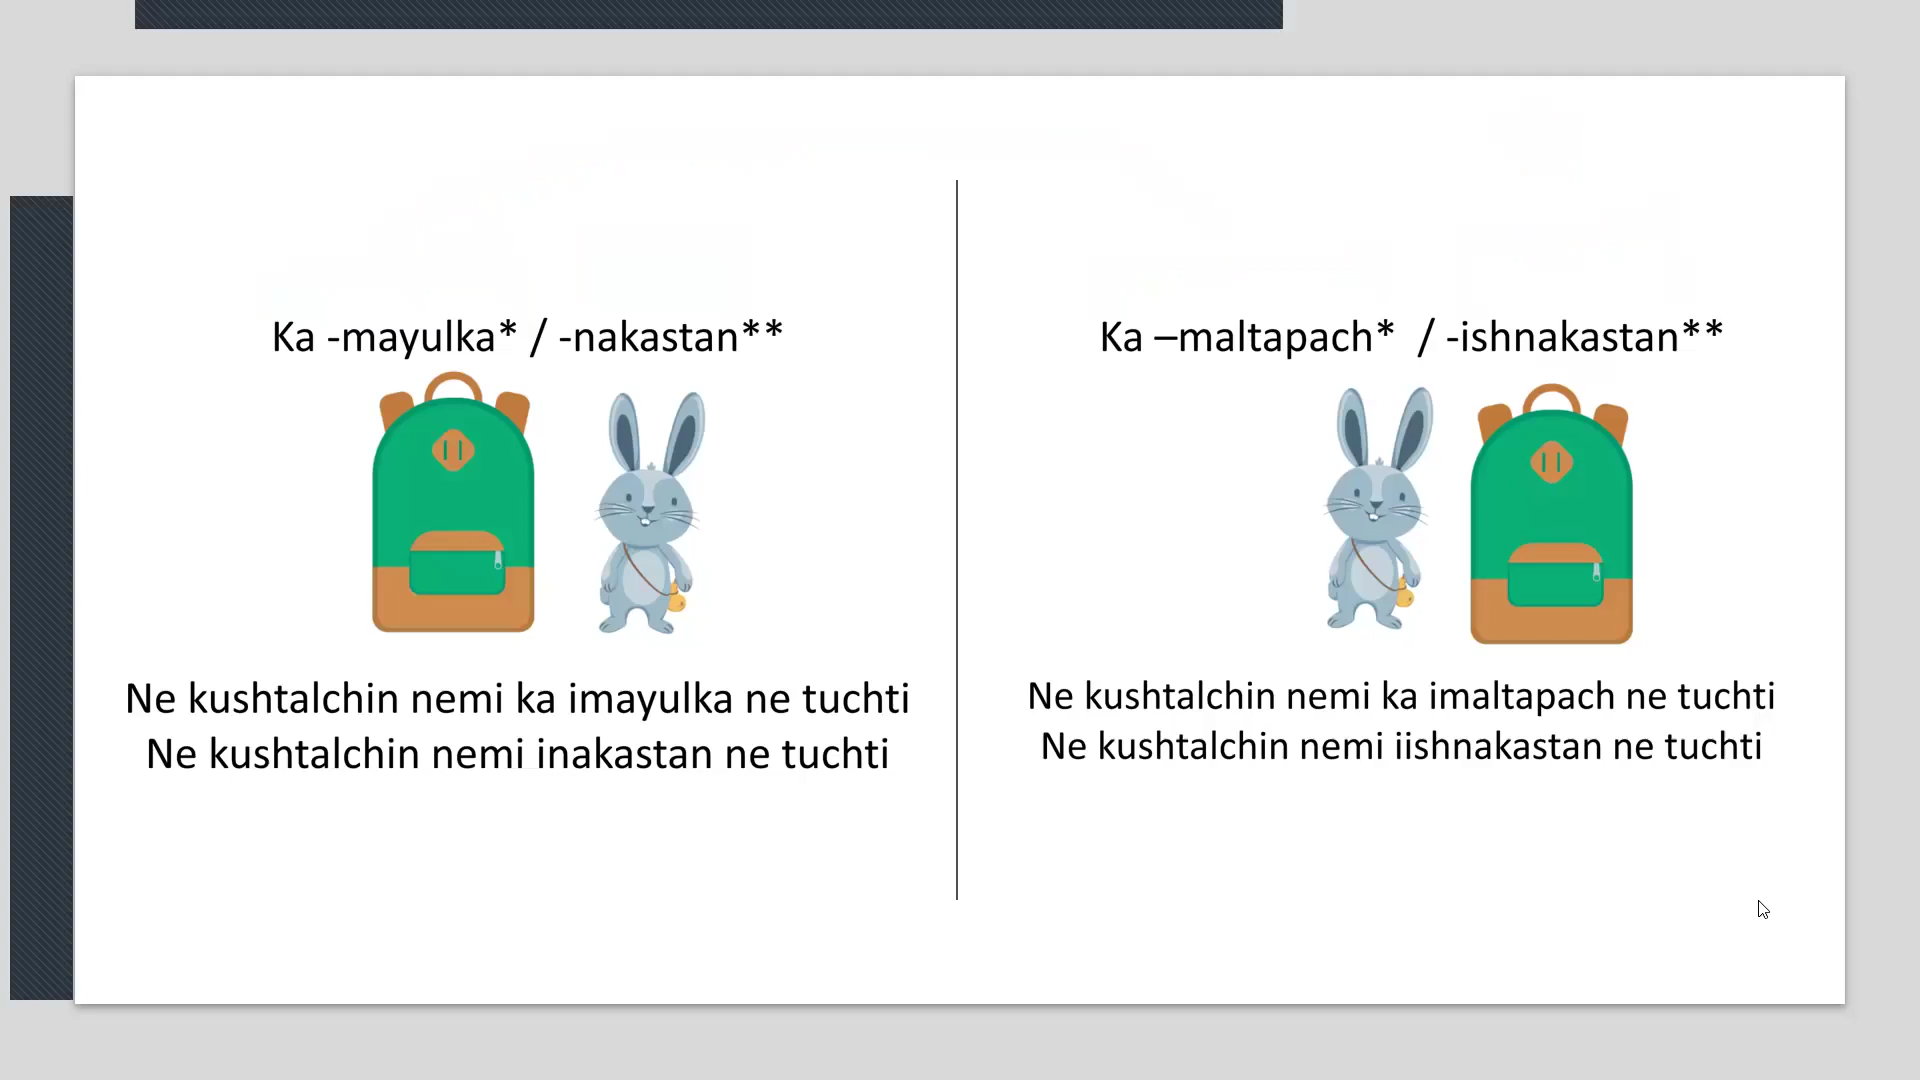 Ka -mayulka* / -nakastan**
Ne kushtalchin nemi ka imayulka ne tuchti
Ne kushtalchin nemi inakastan ne tuchti
Ka –maltapach* / -ishnakastan**
Ne kushtalchin nemi ka imaltapach ne tuchti
Ne kushtalchin nemi iishnakastan ne tuchti